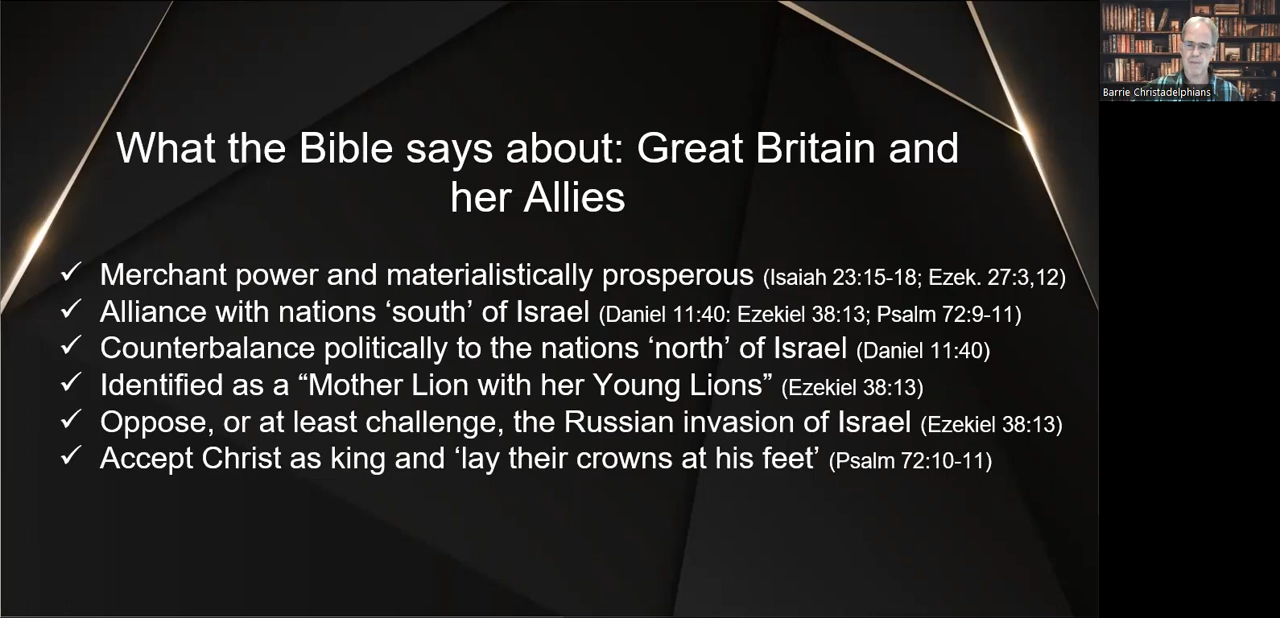 What the Bible says about: Great Britain and
her Allies
✓ Merchant power and materialistically prosperous (Isaiah 23:15-18; Ezek. 27:3,12)
✓ Alliance with nations ‘south’ of Israel (Daniel 11:40: Ezekiel 38:13; Psalm 72:9-11)
✓ Counterbalance politically to the nations ‘north’ of Israel (Daniel 11:40)
✓ Identified as a “Mother Lion with her Young Lions” (Ezekiel 38:13)
✓ Oppose, or at least challenge, the Russian invasion of Israel (Ezekiel 38:13)
✓ Accept Christ as king and ‘lay their crowns at his feet’ (Psalm 72:10-11)
Barrie Christadelphians